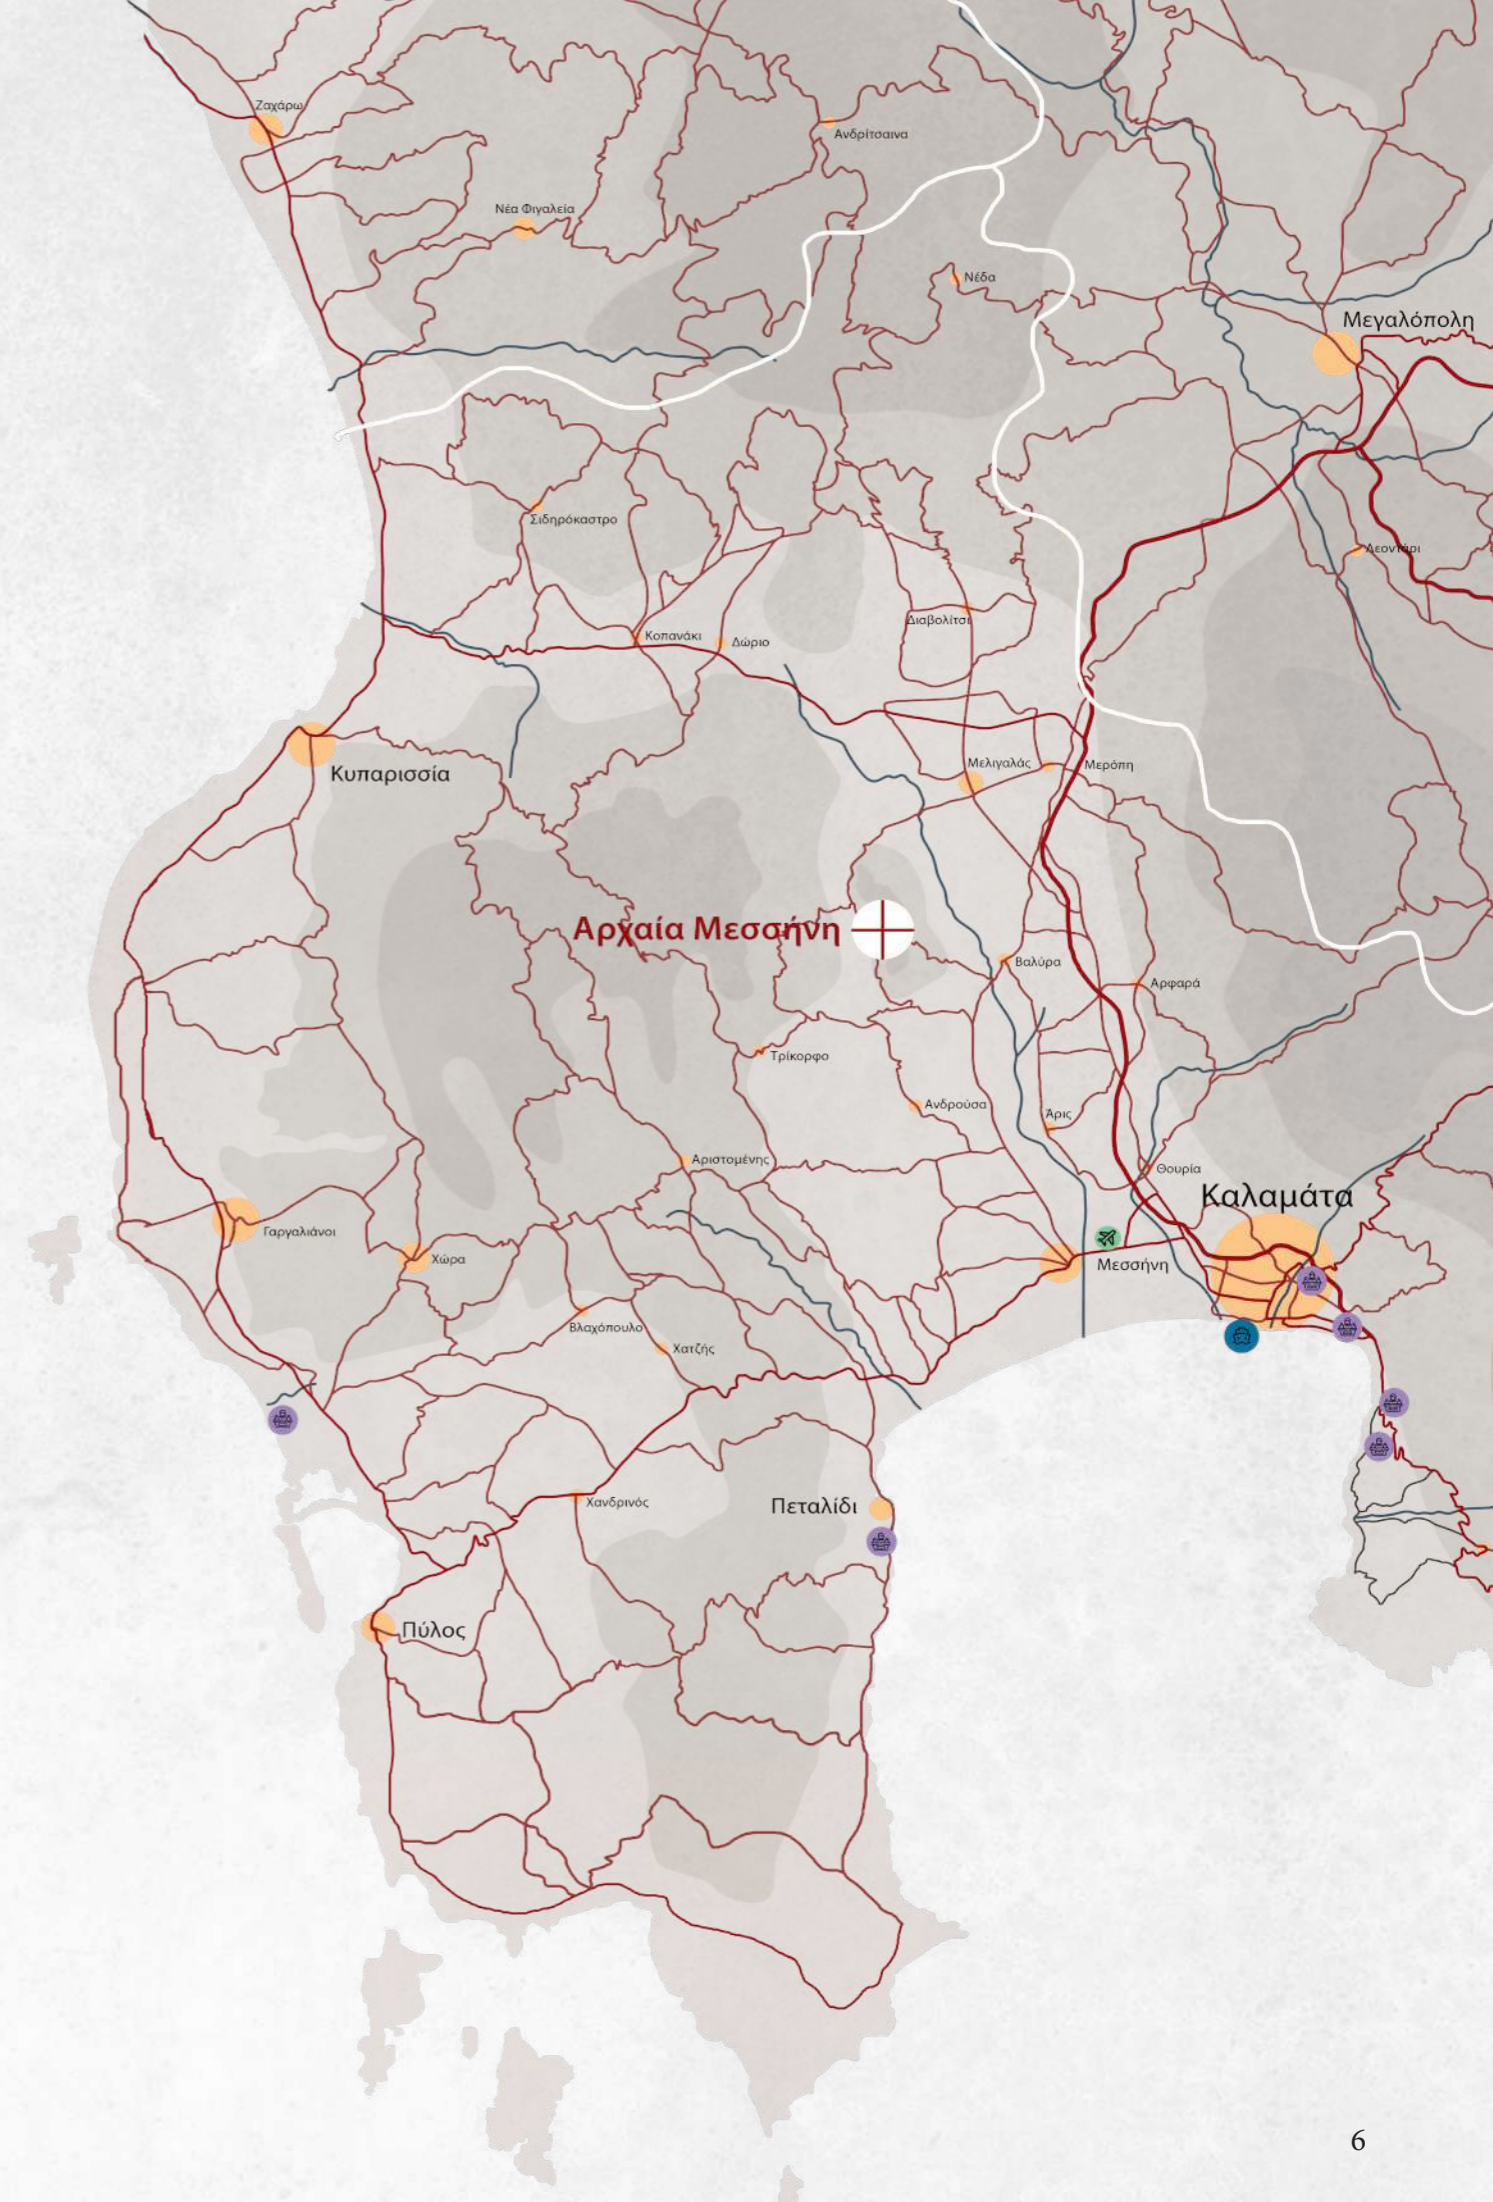 Ζαχάρω
Ανδρίτσαινα
Νέα Φιγαλεία
Νέδα
Μεγαλόπολη
Σιδηρόκαστρο
Λεοντάρι
Διαβολίτσι
Κοπανάκι
Δώριο
Μελιγαλάς
Μερόπη
Κυπαρισσία
Αρχαία Μεσσήνη
Βαλύρα
Αρφαρά
Τρίκορφο
Ανδρούσα
Άρις
Αριστομένης
Θουρία
Καλαμάτα
Γαργαλιάνοι
Χώρα
Μεσσήνη
Βλαχόπουλο
Χατζής
Χανδρινός
Πεταλίδι
Πύλος
6